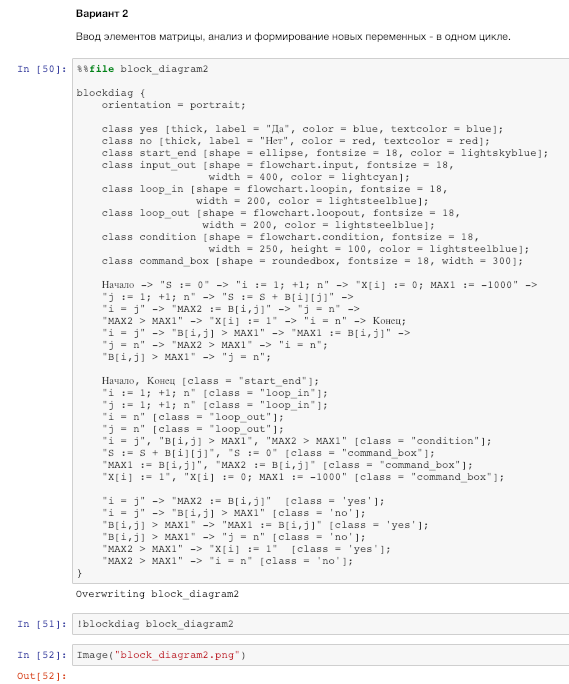 Вариант 2
Ввод элементов матрицы, анализ и формирование новых переменных - в одном цикле.
In [50]: %%file block_diagram2
blockdiag {
orientation = portrait;
class yes [thick, label = "Да", color = blue, textcolor = blue];
class no [thick, label = "Нет", color = red, textcolor = red];
class start_end [shape = ellipse, fontsize = 18, color = lightskyblue];
class input_out [shape = flowchart.input, fontsize = 18,
width = 400, color = lightcyan];
class loop_in [shape = flowchart.loopin, fontsize = 18,
width = 200, color = lightsteelblue];
class loop_out [shape = flowchart.loopout, fontsize = 18,
width = 200, color = lightsteelblue];
class condition [shape = flowchart.condition, fontsize = 18,
width = 250, height = 100, color = lightsteelblue];
class command_box [shape = roundedbox, fontsize = 18, width = 300];
Начало -> "S := 0" -> "i := 1; +1; n" -> "X[i] := 0; MAX1 := -1000" ->
"j := 1; +1; n" -> "S := S + B[i][j]" ->
"i = j" -> "MAX2 := B[i,j]" -> "j = n" ->
"MAX2 > MAX1" -> "X[i] := 1" -> "i = n" -> Конец;
"i = j" -> "B[i,j] > MAX1" -> "MAX1 := B[i,j]" ->
"j = n" -> "MAX2 > MAX1" -> "i = n";
"B[i,j] > MAX1" -> "j = n";
Начало, Конец [class = "start_end"];
"i := 1; +1; n" [class = "loop_in"];
"j := 1; +1; n" [class = "loop_in"];
"i = n" [class = "loop_out"];
"j = n" [class = "loop_out"];
"i = j", "B[i,j] > MAX1", "MAX2 > MAX1" [class = "condition"];
"S := S + B[i][j]", "S := 0" [class = "command_box"];
"MAX1 := B[i,j]", "MAX2 := B[i,j]" [class = "command_box"];
"X[i] := 1", "X[i] := 0; MAX1 := -1000" [class = "command_box"];
"i = j" -> "MAX2 := B[i,j]"  [class = 'yes'];
"i = j" -> "B[i,j] > MAX1" [class = 'no'];
"B[i,j] > MAX1" -> "MAX1 := B[i,j]" [class = 'yes'];
"B[i,j] > MAX1" -> "j = n" [class = 'no'];
"MAX2 > MAX1" -> "X[i] := 1"  [class = 'yes'];
"MAX2 > MAX1" -> "i = n" [class = 'no'];
}
Overwriting block_diagram2
In [51]: !blockdiag block_diagram2
In [52]: Image("block_diagram2.png")
Out[52]: